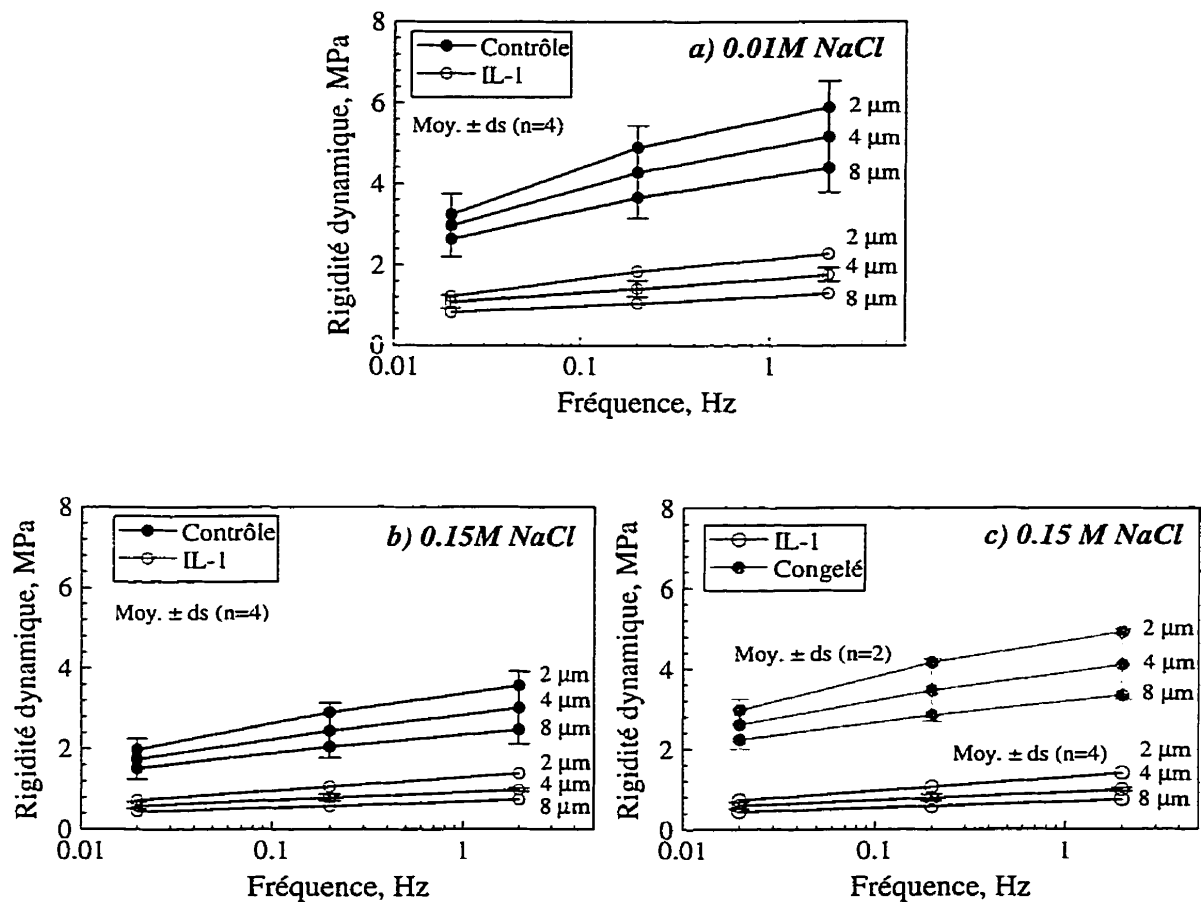 a) 0.01M NaCl
Contrôle
IL-1
Moy. ± ds (n=4)
2 µm
4 µm
8 µm
2 µm
4 µm
8 µm
Rigidité dynamique, MPa
8
6
4
2
0
0.01
0.1
1
Fréquence, Hz
b) 0.15M NaCl
Contrôle
IL-1
Moy. ± ds (n=4)
2 µm
4 µm
8 µm
2 µm
4 µm
8 µm
Rigidité dynamique, MPa
8
6
4
2
0
0.01
0.1
1
Fréquence, Hz
c) 0.15 M NaCl
IL-1
Congelé
Moy. ± ds (n=2)
2 µm
4 µm
8 µm
Moy. ± ds (n=4)
2 µm
4 µm
8 µm
Rigidité dynamique, MPa
8
6
4
2
0
0.01
0.1
1
Fréquence, Hz